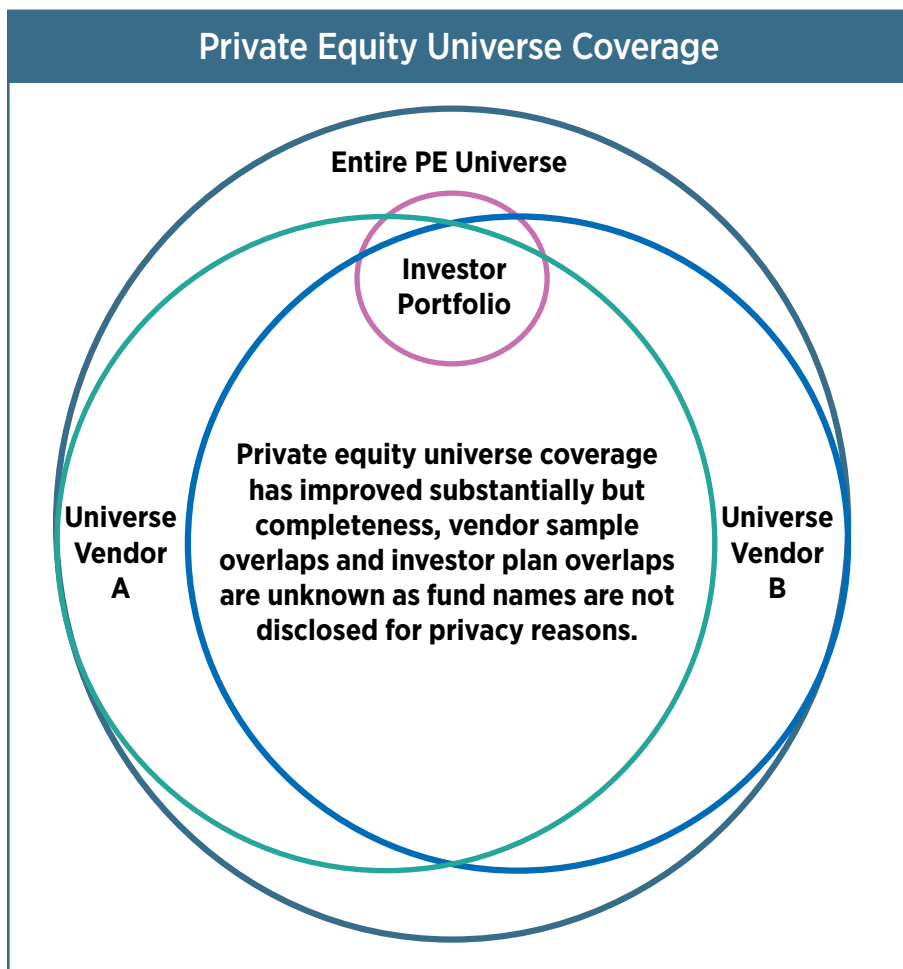 Private Equity Universe Coverage
Entire PE Universe
Investor
Portfolio
Private equity universe coverage
has improved substantially but
completeness, vendor sample
overlaps and investor plan overlaps
are unknown as fund names are not
disclosed for privacy reasons.
Universe
Vendor
A
Universe
Vendor
B